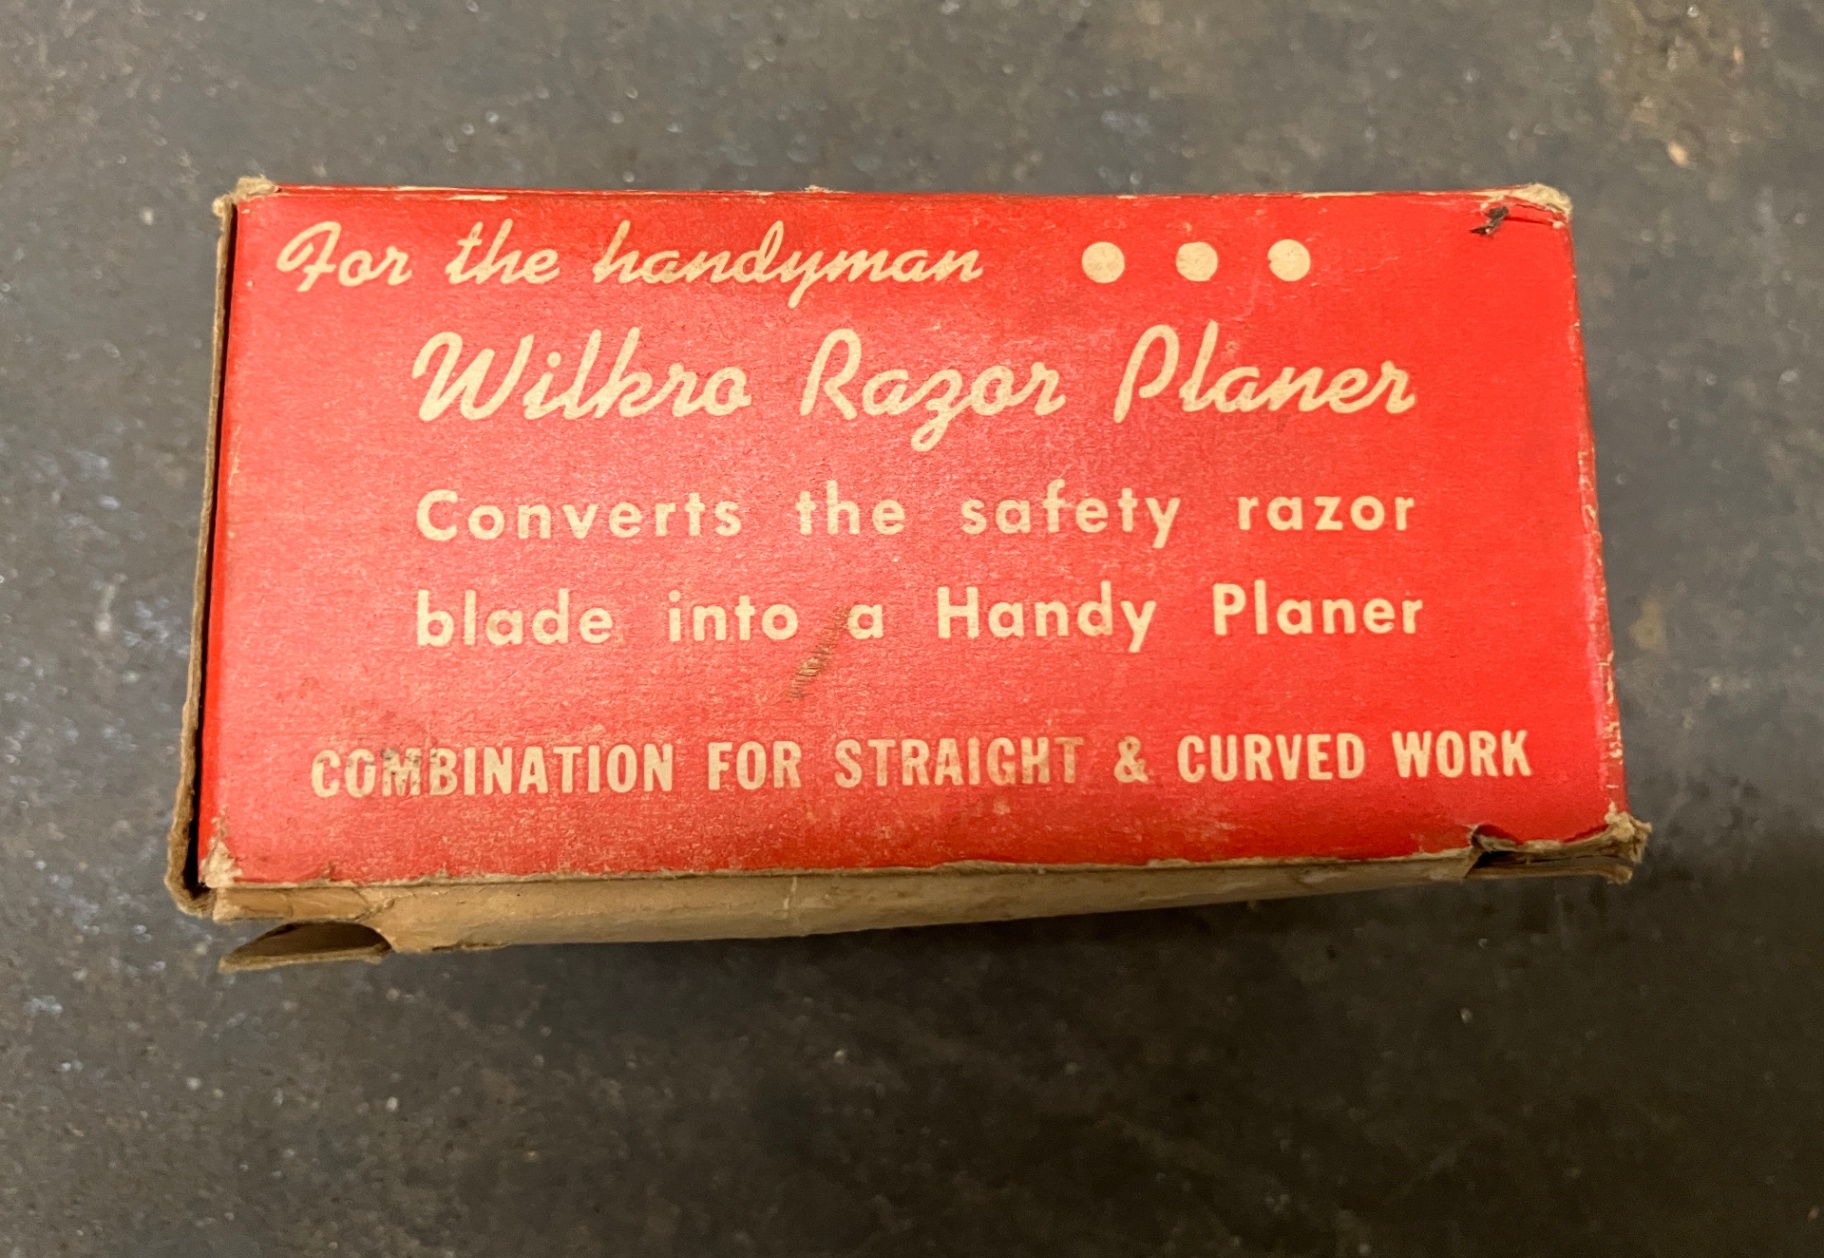 For the handyman • • •
Wilkro Razor Planer
Converts the safety razor
blade into a Handy Planer
COMBINATION FOR STRAIGHT & CURVED WORK